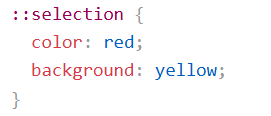 ::selection {
  color: red;
  background: yellow;
}